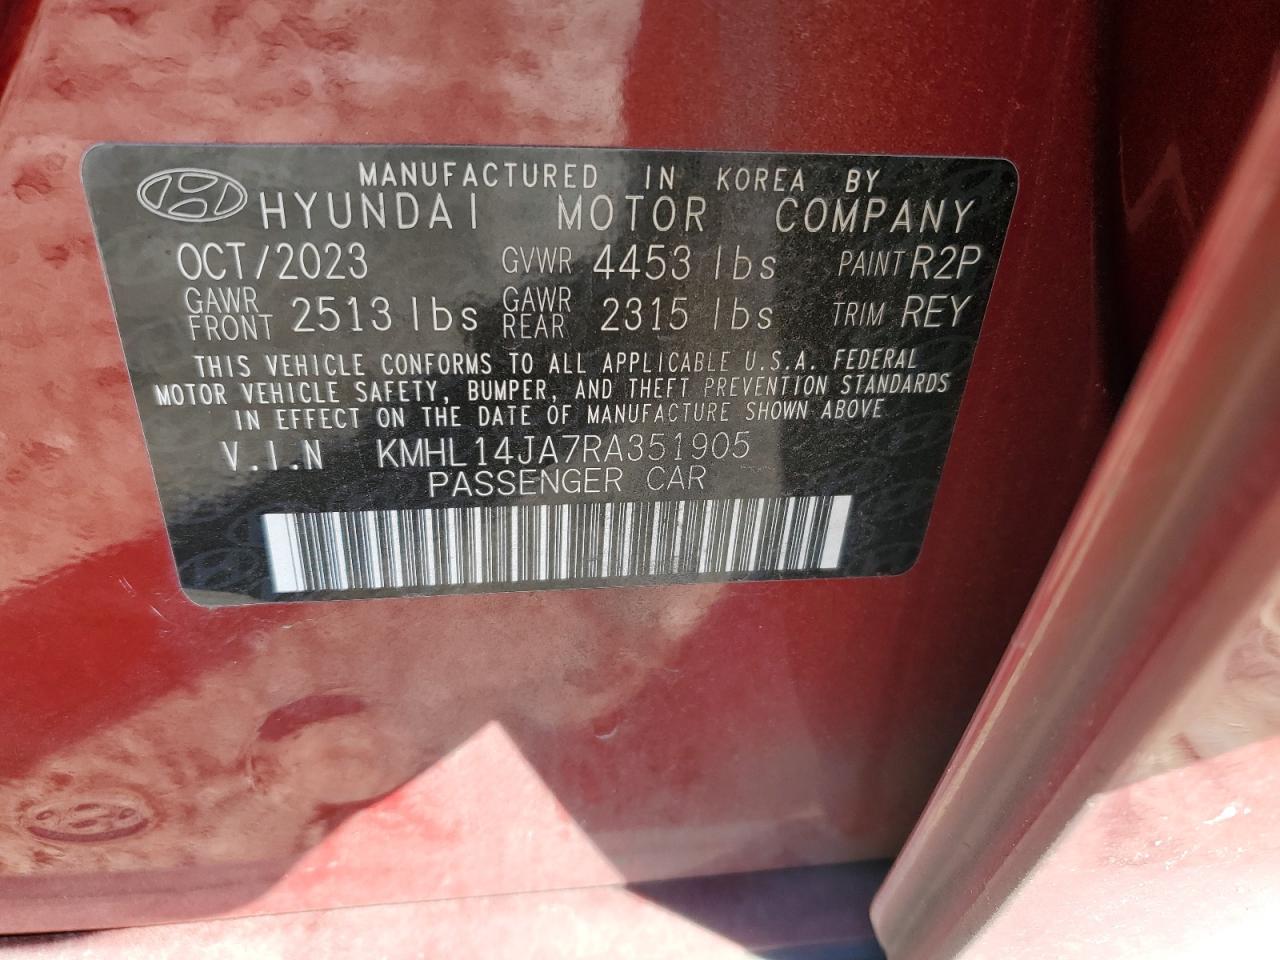 MANUFACTURED IN KOREA BY
HYUNDAI MOTOR COMPANY
OCT/2023 GVWR 4453 lbs PAINT R2P
GAWR FRONT 2513 lbs GAWR REAR 2315 lbs TRIM REY
THIS VEHICLE CONFORMS TO ALL APPLICABLE U.S.A. FEDERAL
MOTOR VEHICLE SAFETY, BUMPER, AND THEFT PREVENTION STANDARDS
IN EFFECT ON THE DATE OF MANUFACTURE SHOWN ABOVE
V.I.N KMHL14JA7RA351905
PASSENGER CAR